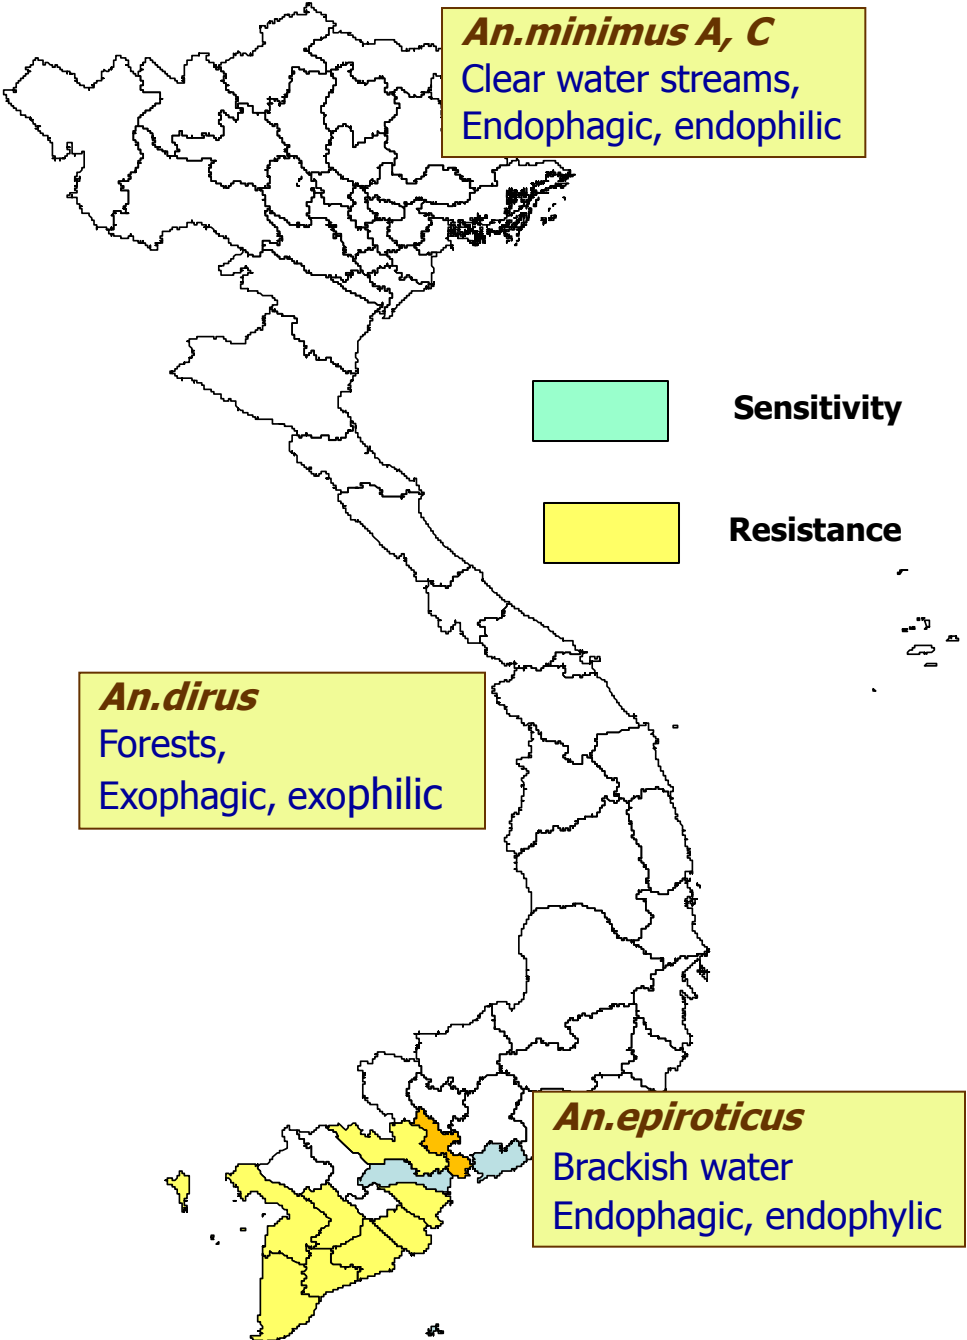 An.minimus A, C
Clear water streams,
Endophagic, endophilic
Sensitivity
Resistance
An.dirus
Forests,
Exophagic, exophilic
An.epiroticus
Brackish water
Endophagic, endophylic